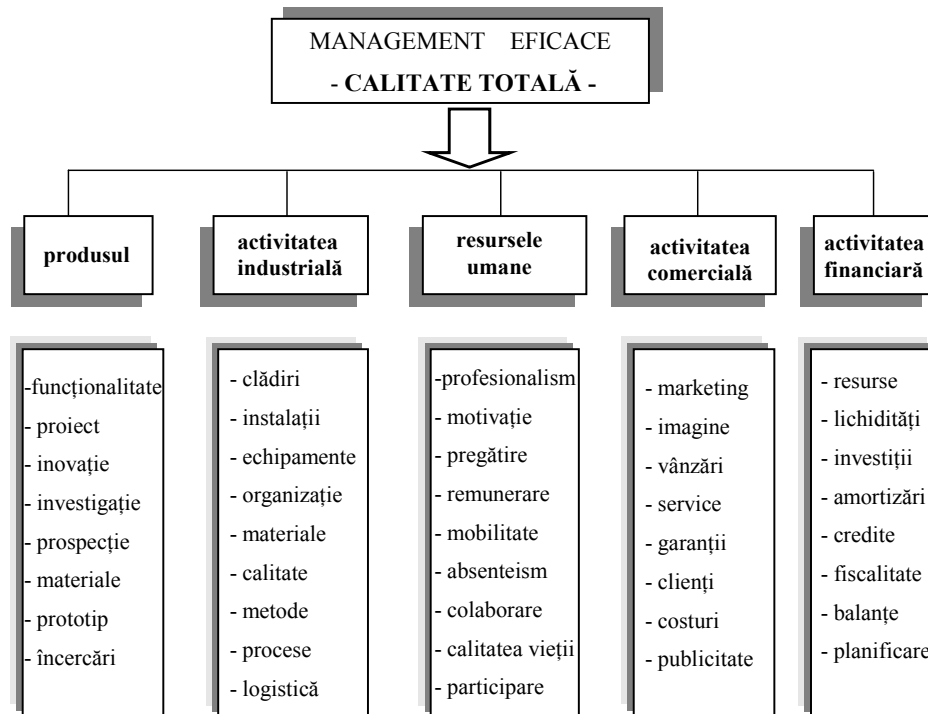 MANAGEMENT EFICACE
- CALITATE TOTALĂ -
produsul
activitatea
industrială
resursele
umane
activitatea
comercială
activitatea
financiară
-funcționalitate
- proiect
- inovație
- investigație
- prospecție
- materiale
- prototip
- încercări
- clădiri
- instalații
- echipamente
- organizație
- materiale
- calitate
- metode
- procese
- logistică
-profesionalism
- motivație
- pregătire
- remunerare
- mobilitate
- absenteism
- colaborare
- calitatea vieții
- participare
- marketing
- imagine
- vânzări
- service
- garanții
- clienți
- costuri
- publicitate
- resurse
- lichidități
- investiții
- amortizări
- credite
- fiscalitate
- balanțe
- planificare